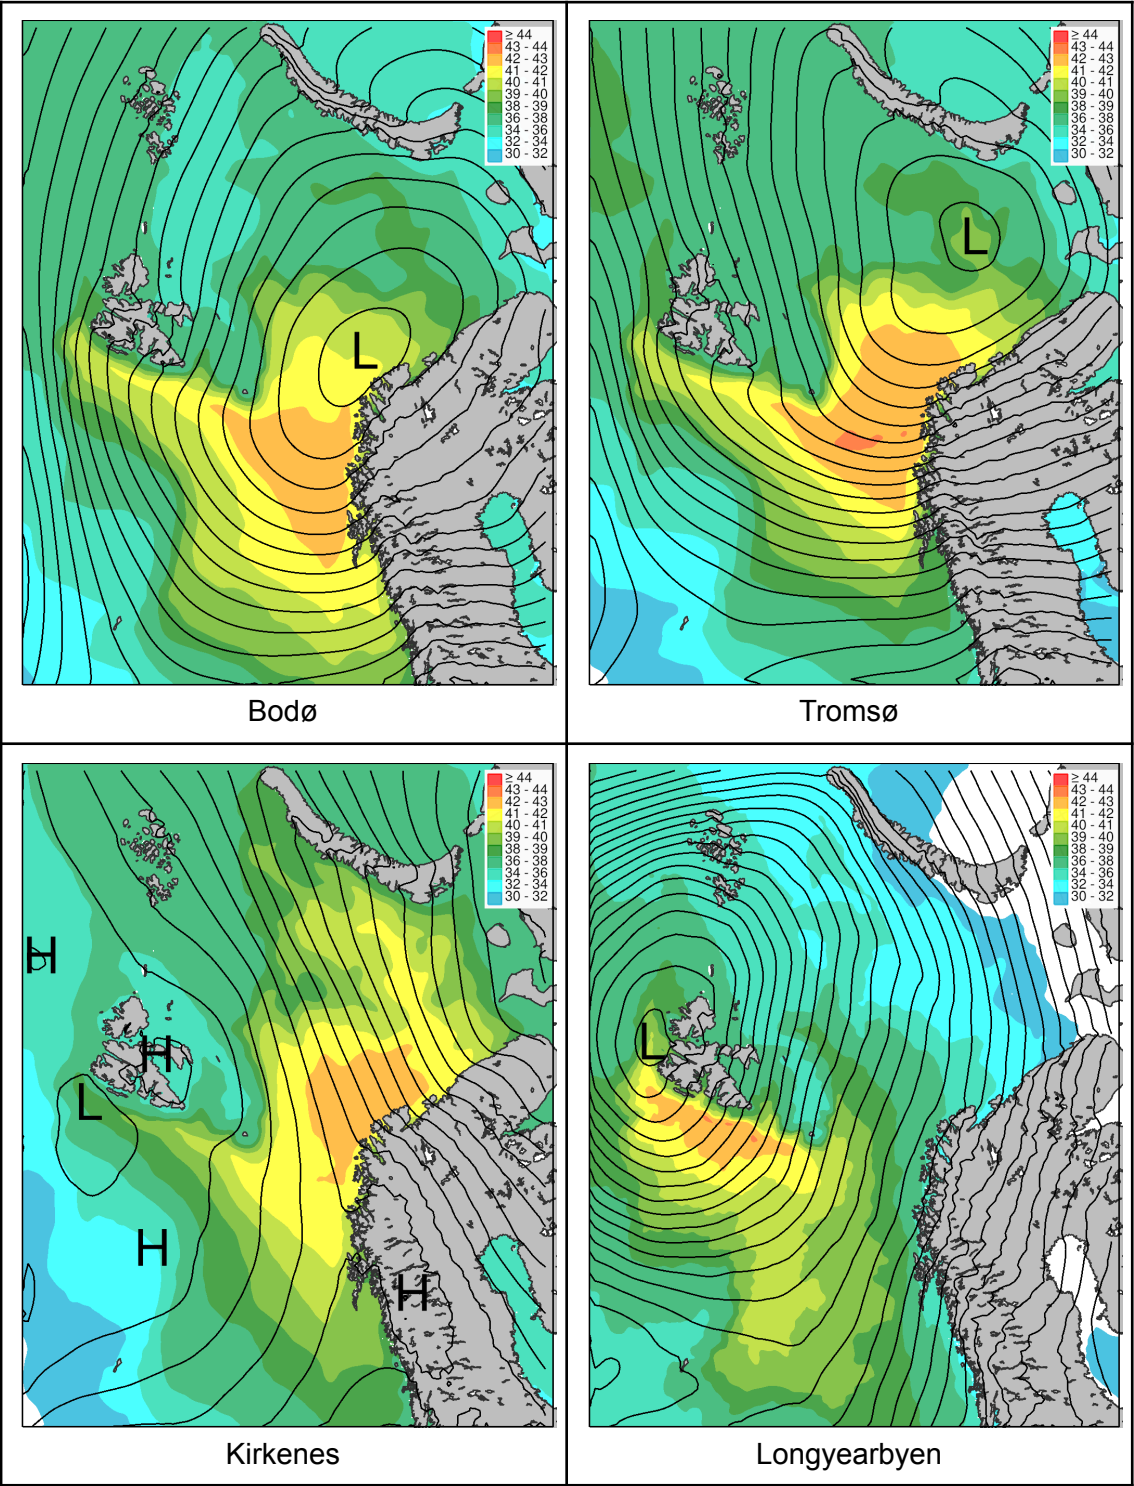 ≥ 44
43 - 44
42 - 43
41 - 42
40 - 41
39 - 40
38 - 39
36 - 38
34 - 36
32 - 34
30 - 32
L
Bodø
≥ 44
43 - 44
42 - 43
41 - 42
40 - 41
39 - 40
38 - 39
36 - 38
34 - 36
32 - 34
30 - 32
L
Tromsø
≥ 44
43 - 44
42 - 43
41 - 42
40 - 41
39 - 40
38 - 39
36 - 38
34 - 36
32 - 34
30 - 32
H
H
L
H
H
Kirkenes
≥ 44
43 - 44
42 - 43
41 - 42
40 - 41
39 - 40
38 - 39
36 - 38
34 - 36
32 - 34
30 - 32
L
Longyearbyen